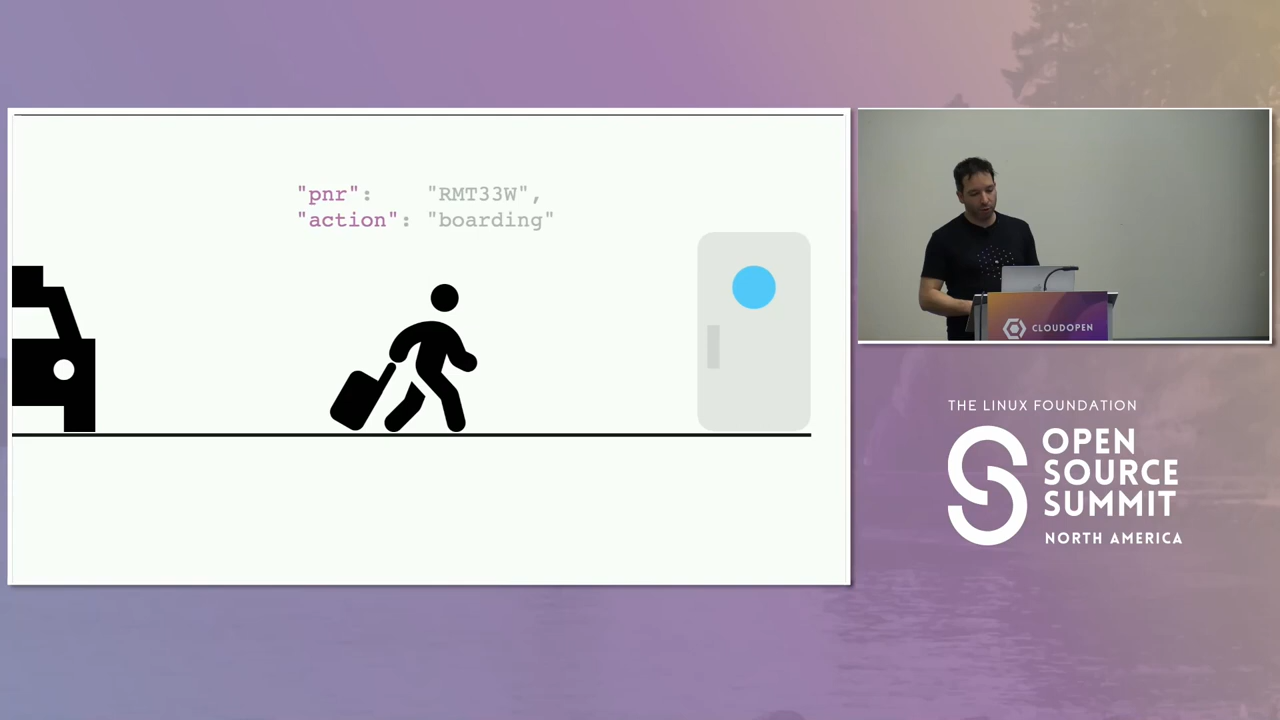 "pnr":    "RMT33W",
"action": "boarding"
CLOUDOPEN
THE LINUX FOUNDATION
OPEN
SOURCE
SUMMIT
NORTH AMERICA